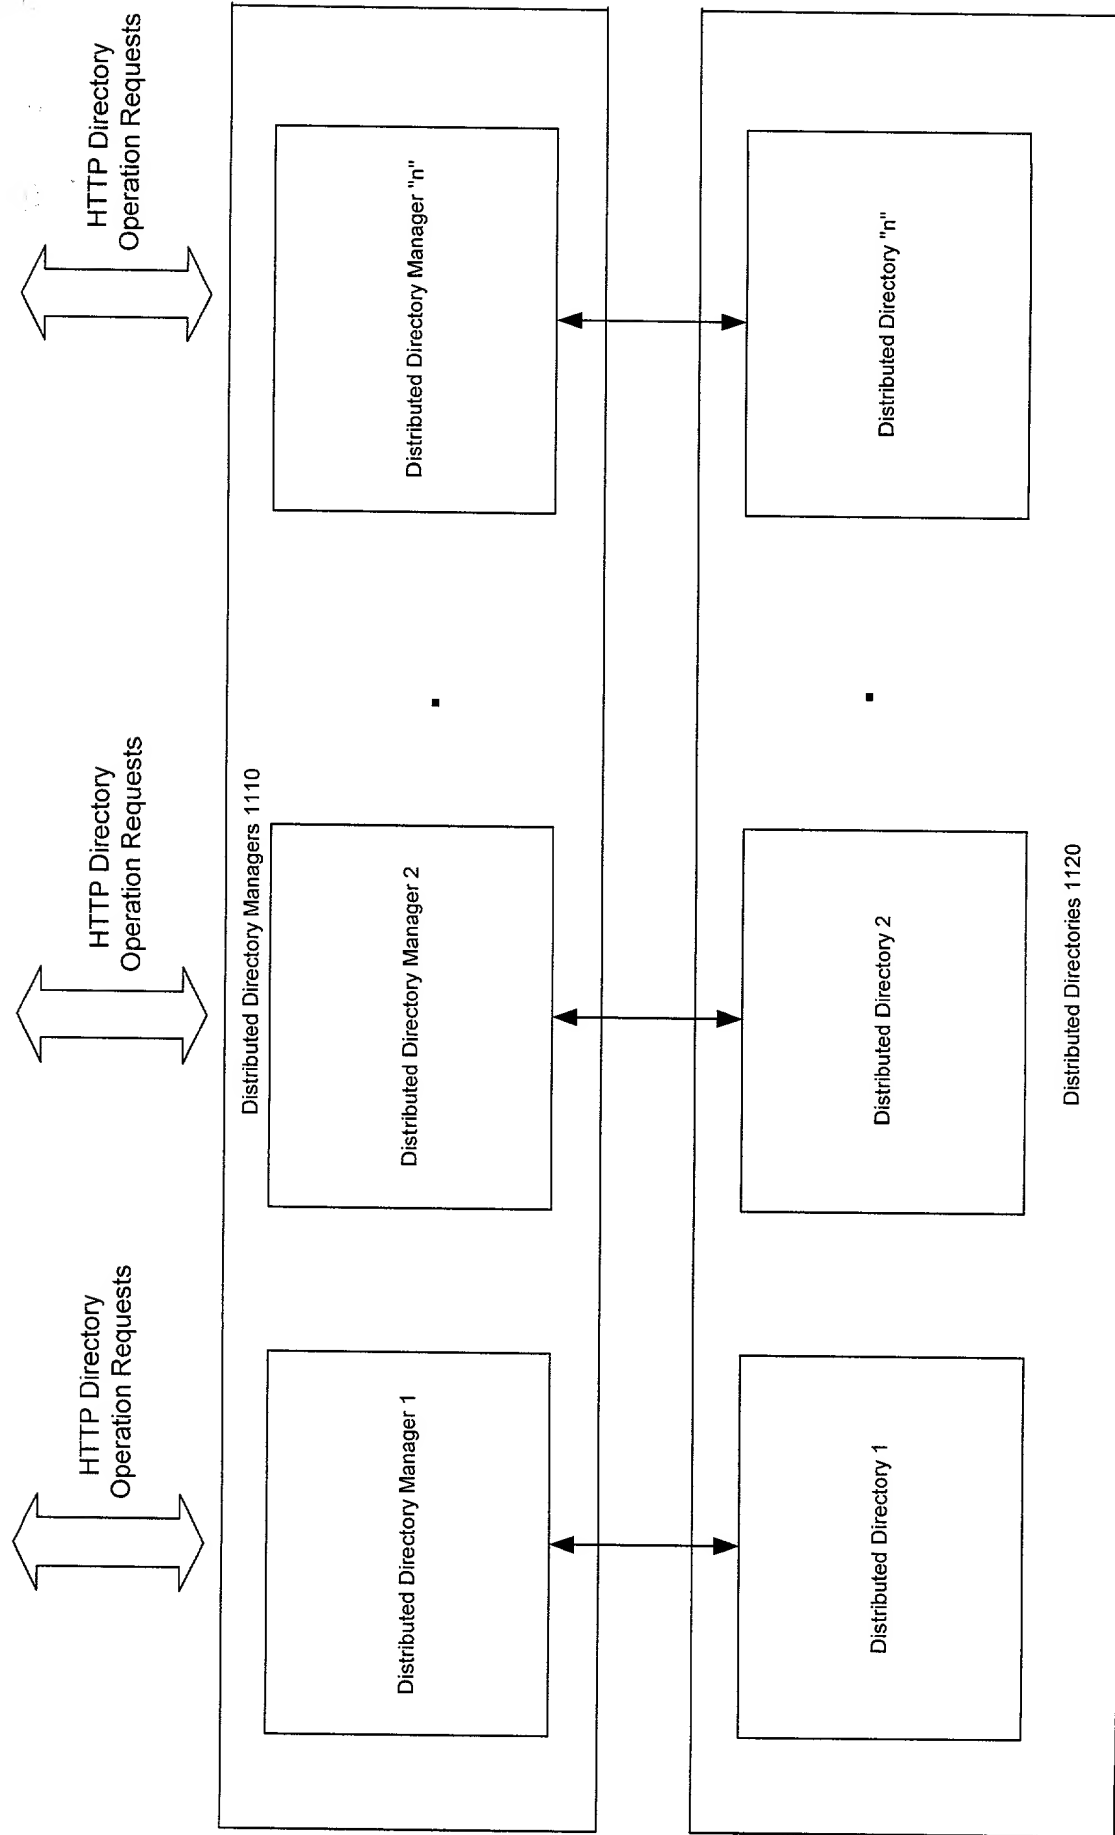 HTTP Directory
Operation Requests
HTTP Directory
Operation Requests
HTTP Directory
Operation Requests
Distributed Directory Managers 1110
Distributed Directory Manager 1
Distributed Directory Manager 2
Distributed Directory Manager "n"
Distributed Directory 1
Distributed Directory 2
Distributed Directory "n"
Distributed Directories 1120